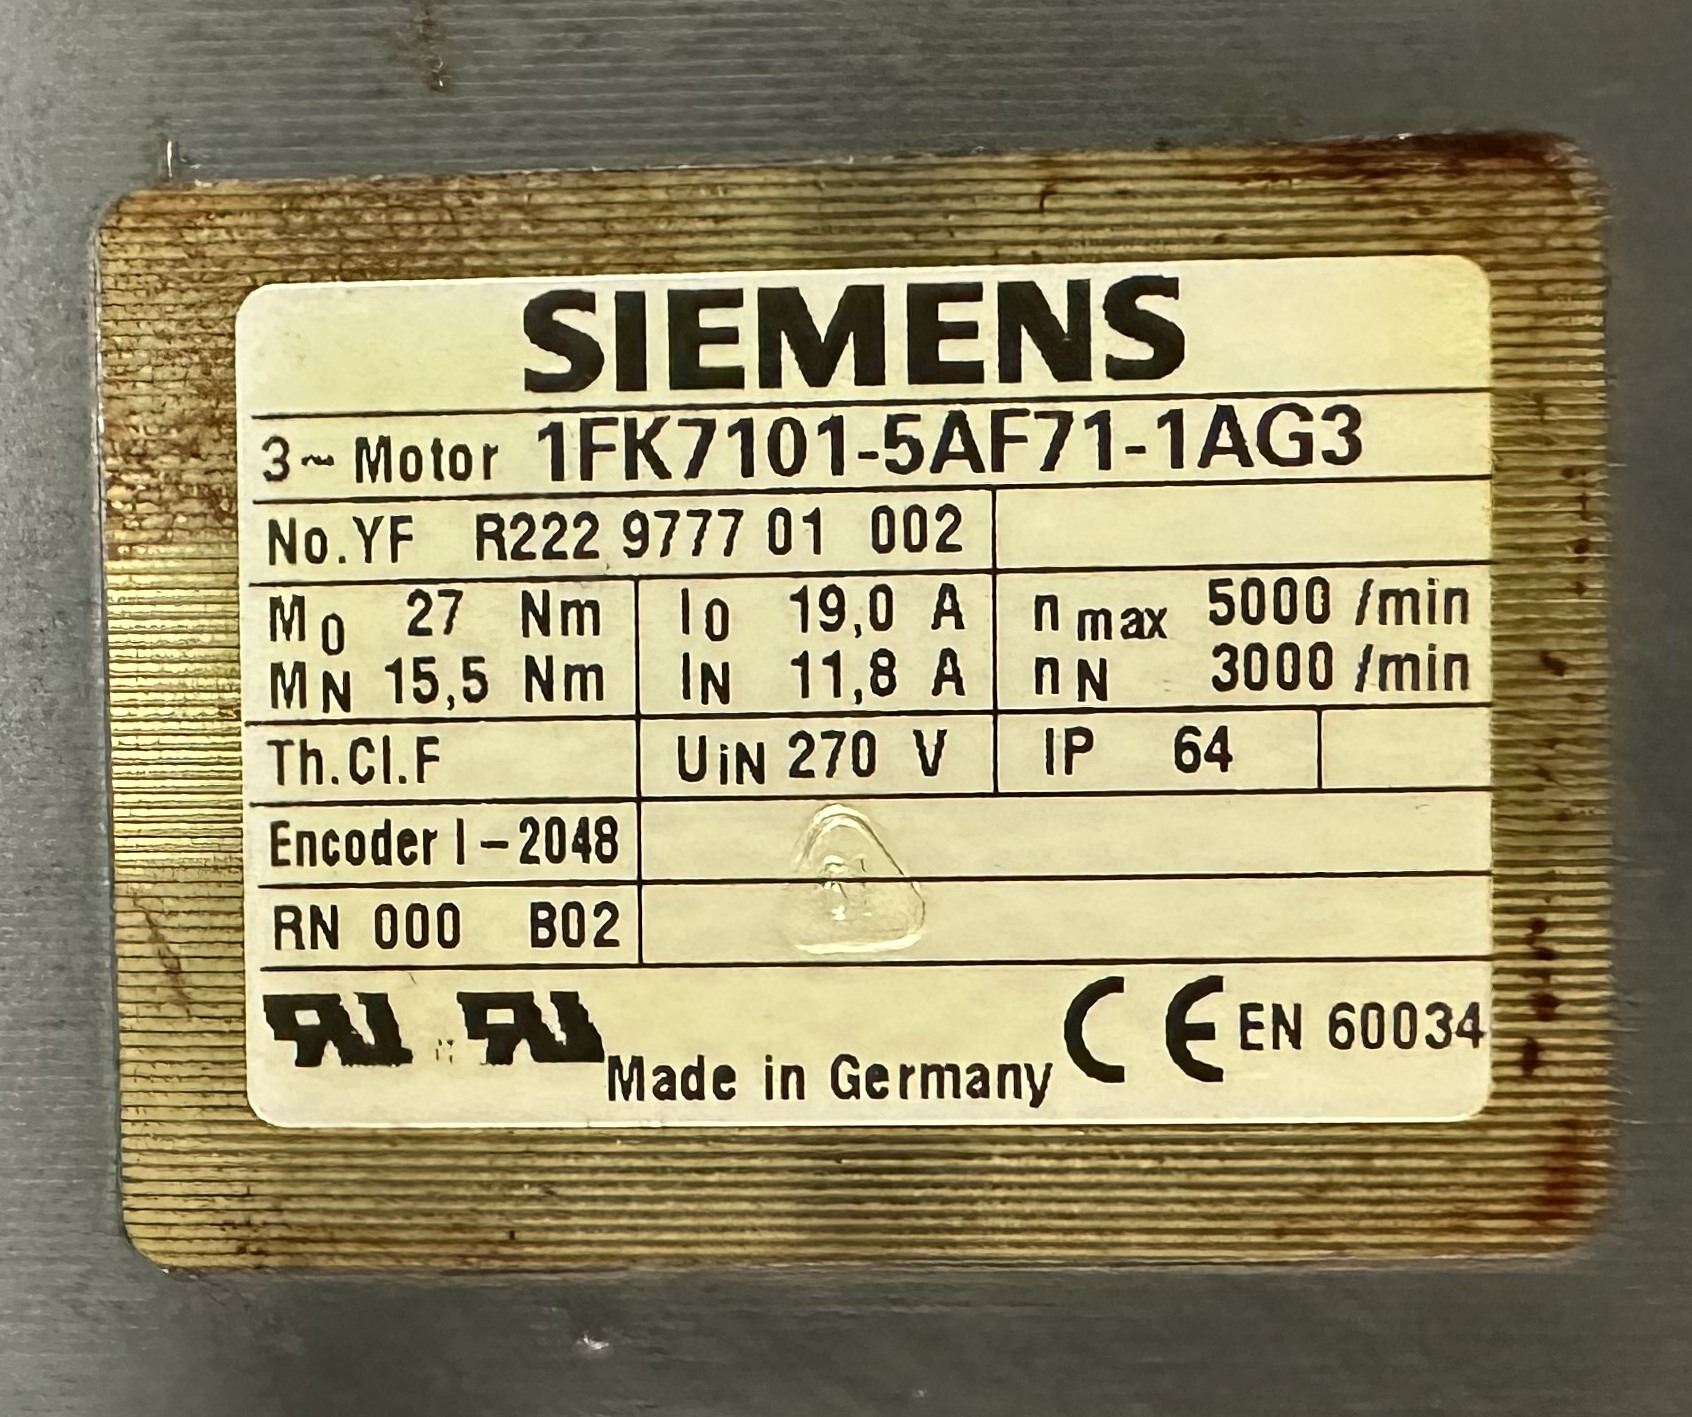 SIEMENS
3~ Motor 1FK7101-5AF71-1AG3
No.YF R222 9777 01 002
M0 27 Nm I0 19,0 A nmax 5000 /min
MN 15,5 Nm IN 11,8 A nN 3000 /min
Th.Cl.F UiN 270 V IP 64
Encoder I-2048
RN 000 B02
Made in Germany CE EN 60034